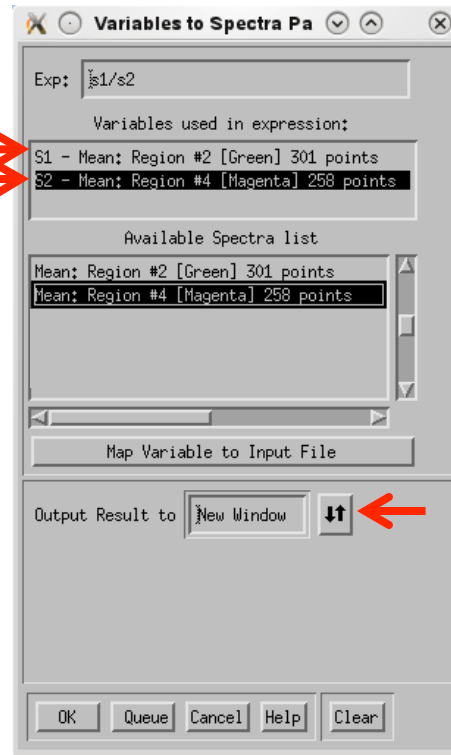 Variables to Spectra Pa
Exp: s1/s2
Variables used in expression:
S1 - Mean: Region #2 [Green] 301 points
S2 - Mean: Region #4 [Magenta] 258 points
Available Spectra list
Mean: Region #2 [Green] 301 points
Mean: Region #4 [Magenta] 258 points
Map Variable to Input File
Output Result to New Window
OK Queue Cancel Help Clear